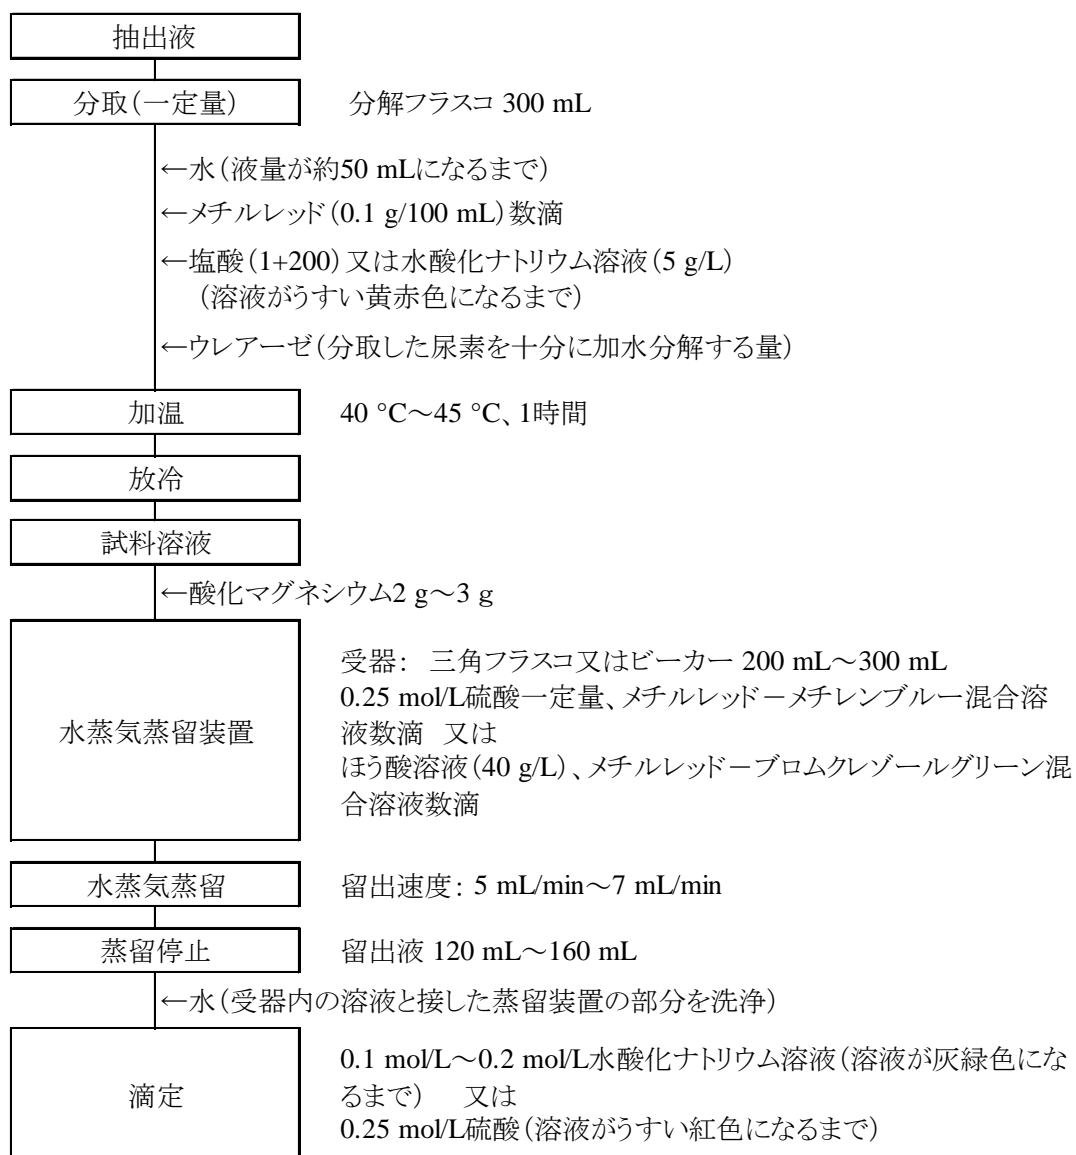 抽出液
分取（一定量） 分解フラスコ 300 mL
←水（液量が約50 mLになるまで）
←メチルレッド（0.1 g/100 mL）数滴
←塩酸（1+200）又は水酸化ナトリウム溶液（5 g/L）
（溶液がうすい黄赤色になるまで）
←ウレアーゼ（分取した尿素を十分に加水分解する量）
加温 40 °C～45 °C、1時間
放冷
試料溶液
←酸化マグネシウム2 g～3 g
水蒸気蒸留装置
受器： 三角フラスコ又はビーカー 200 mL～300 mL
0.25 mol/L硫酸一定量、メチルレッド－メチレンブルー混合溶
液数滴 又は
ほう酸溶液（40 g/L）、メチルレッド－ブロムクレゾールグリーン混
合溶液数滴
水蒸気蒸留 留出速度： 5 mL/min～7 mL/min
蒸留停止 留出液 120 mL～160 mL
←水（受器内の溶液と接した蒸留装置の部分を洗浄）
滴定
0.1 mol/L～0.2 mol/L水酸化ナトリウム溶液（溶液が灰緑色にな
るまで） 又は
0.25 mol/L硫酸（溶液がうすい紅色になるまで）